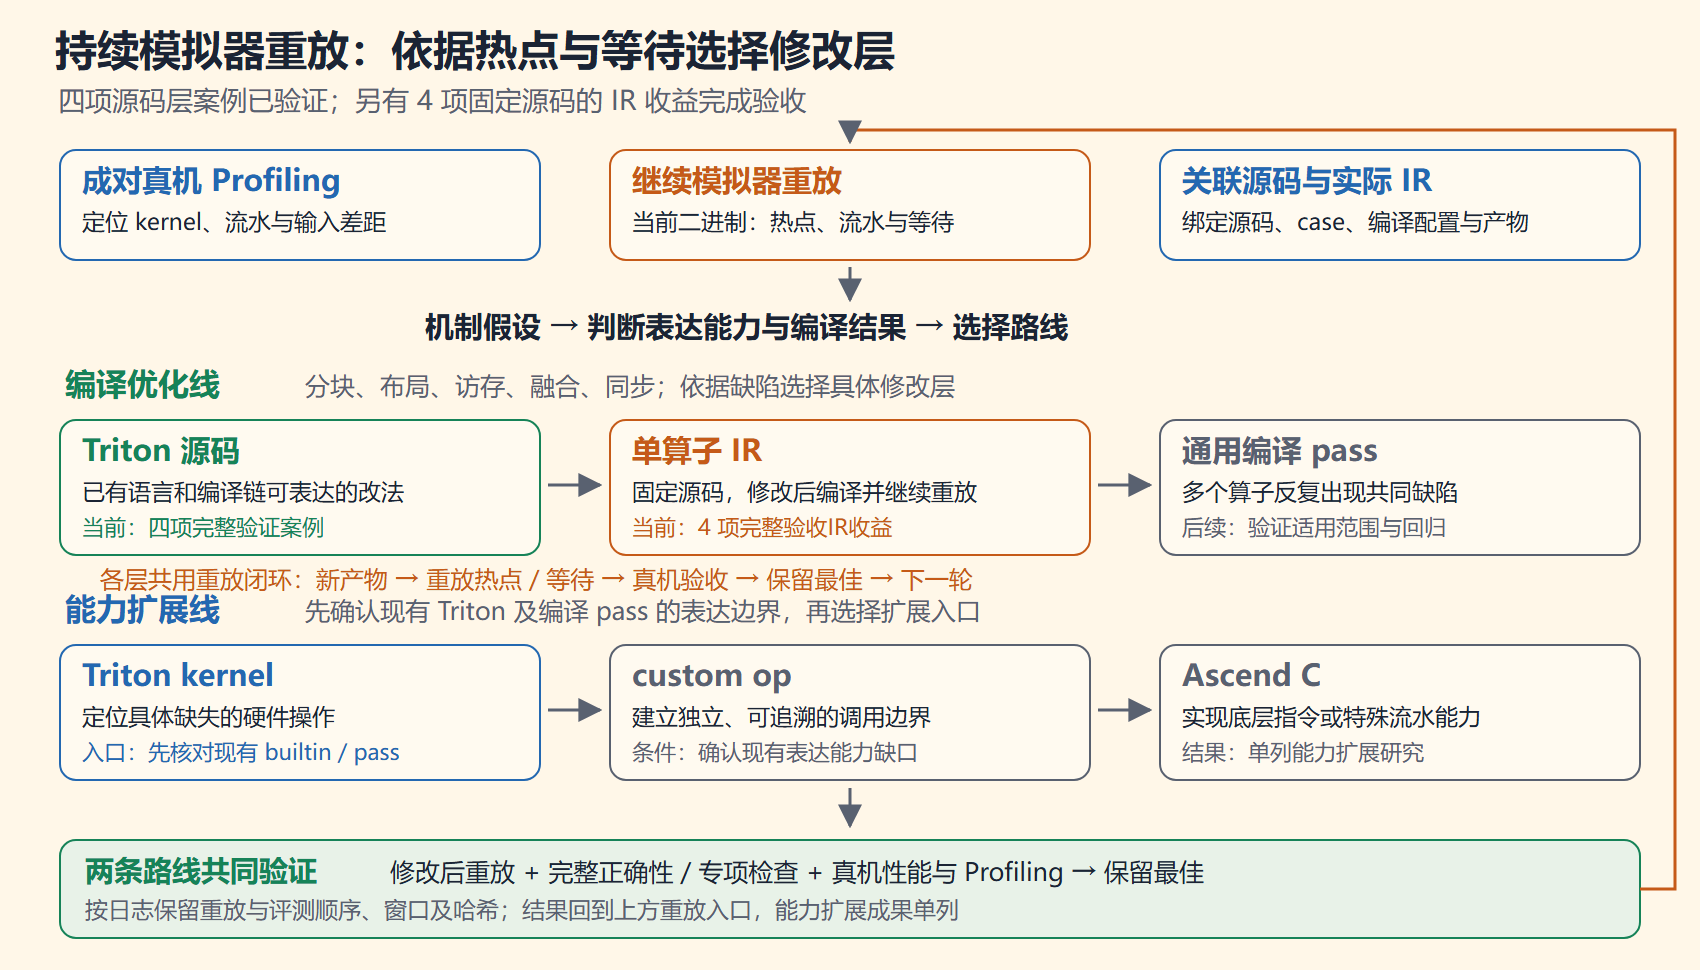 持续模拟器重放：依据热点与等待选择修改层
四项源码层案例已验证；另有 4 项固定源码的 IR 收益完成验收
成对真机 Profiling
定位 kernel、流水与输入差距
继续模拟器重放
当前二进制：热点、流水与等待
关联源码与实际 IR
绑定源码、case、编译配置与产物
机制假设 → 判断表达能力与编译结果 → 选择路线
编译优化线
分块、布局、访存、融合、同步；依据缺陷选择具体修改层
Triton 源码
已有语言和编译链可表达的改法
当前：四项完整验证案例
单算子 IR
固定源码，修改后编译并继续重放
当前：4 项完整验收IR收益
通用编译 pass
多个算子反复出现共同缺陷
后续：验证适用范围与回归
各层共用重放闭环：新产物 → 重放热点 / 等待 → 真机验收 → 保留最佳 → 下一轮
能力扩展线
先确认现有 Triton 及编译 pass 的表达边界，再选择扩展入口
Triton kernel
定位具体缺失的硬件操作
入口：先核对现有 builtin / pass
custom op
建立独立、可追溯的调用边界
条件：确认现有表达能力缺口
Ascend C
实现底层指令或特殊流水能力
结果：单列能力扩展研究
两条路线共同验证
修改后重放 + 完整正确性 / 专项检查 + 真机性能与 Profiling → 保留最佳
按日志保留重放与评测顺序、窗口及哈希；结果回到上方重放入口，能力扩展成果单列